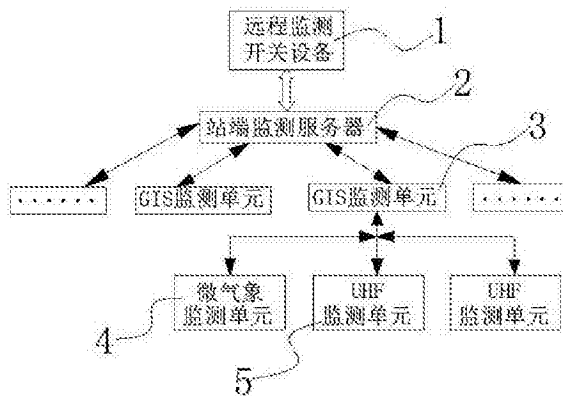 远程监测
开关设备
1
站端监测服务器
2
3
······ GIS监测单元 GIS监测单元 ······
微气象
监测单元
UHF
监测单元
UHF
监测单元
4
5